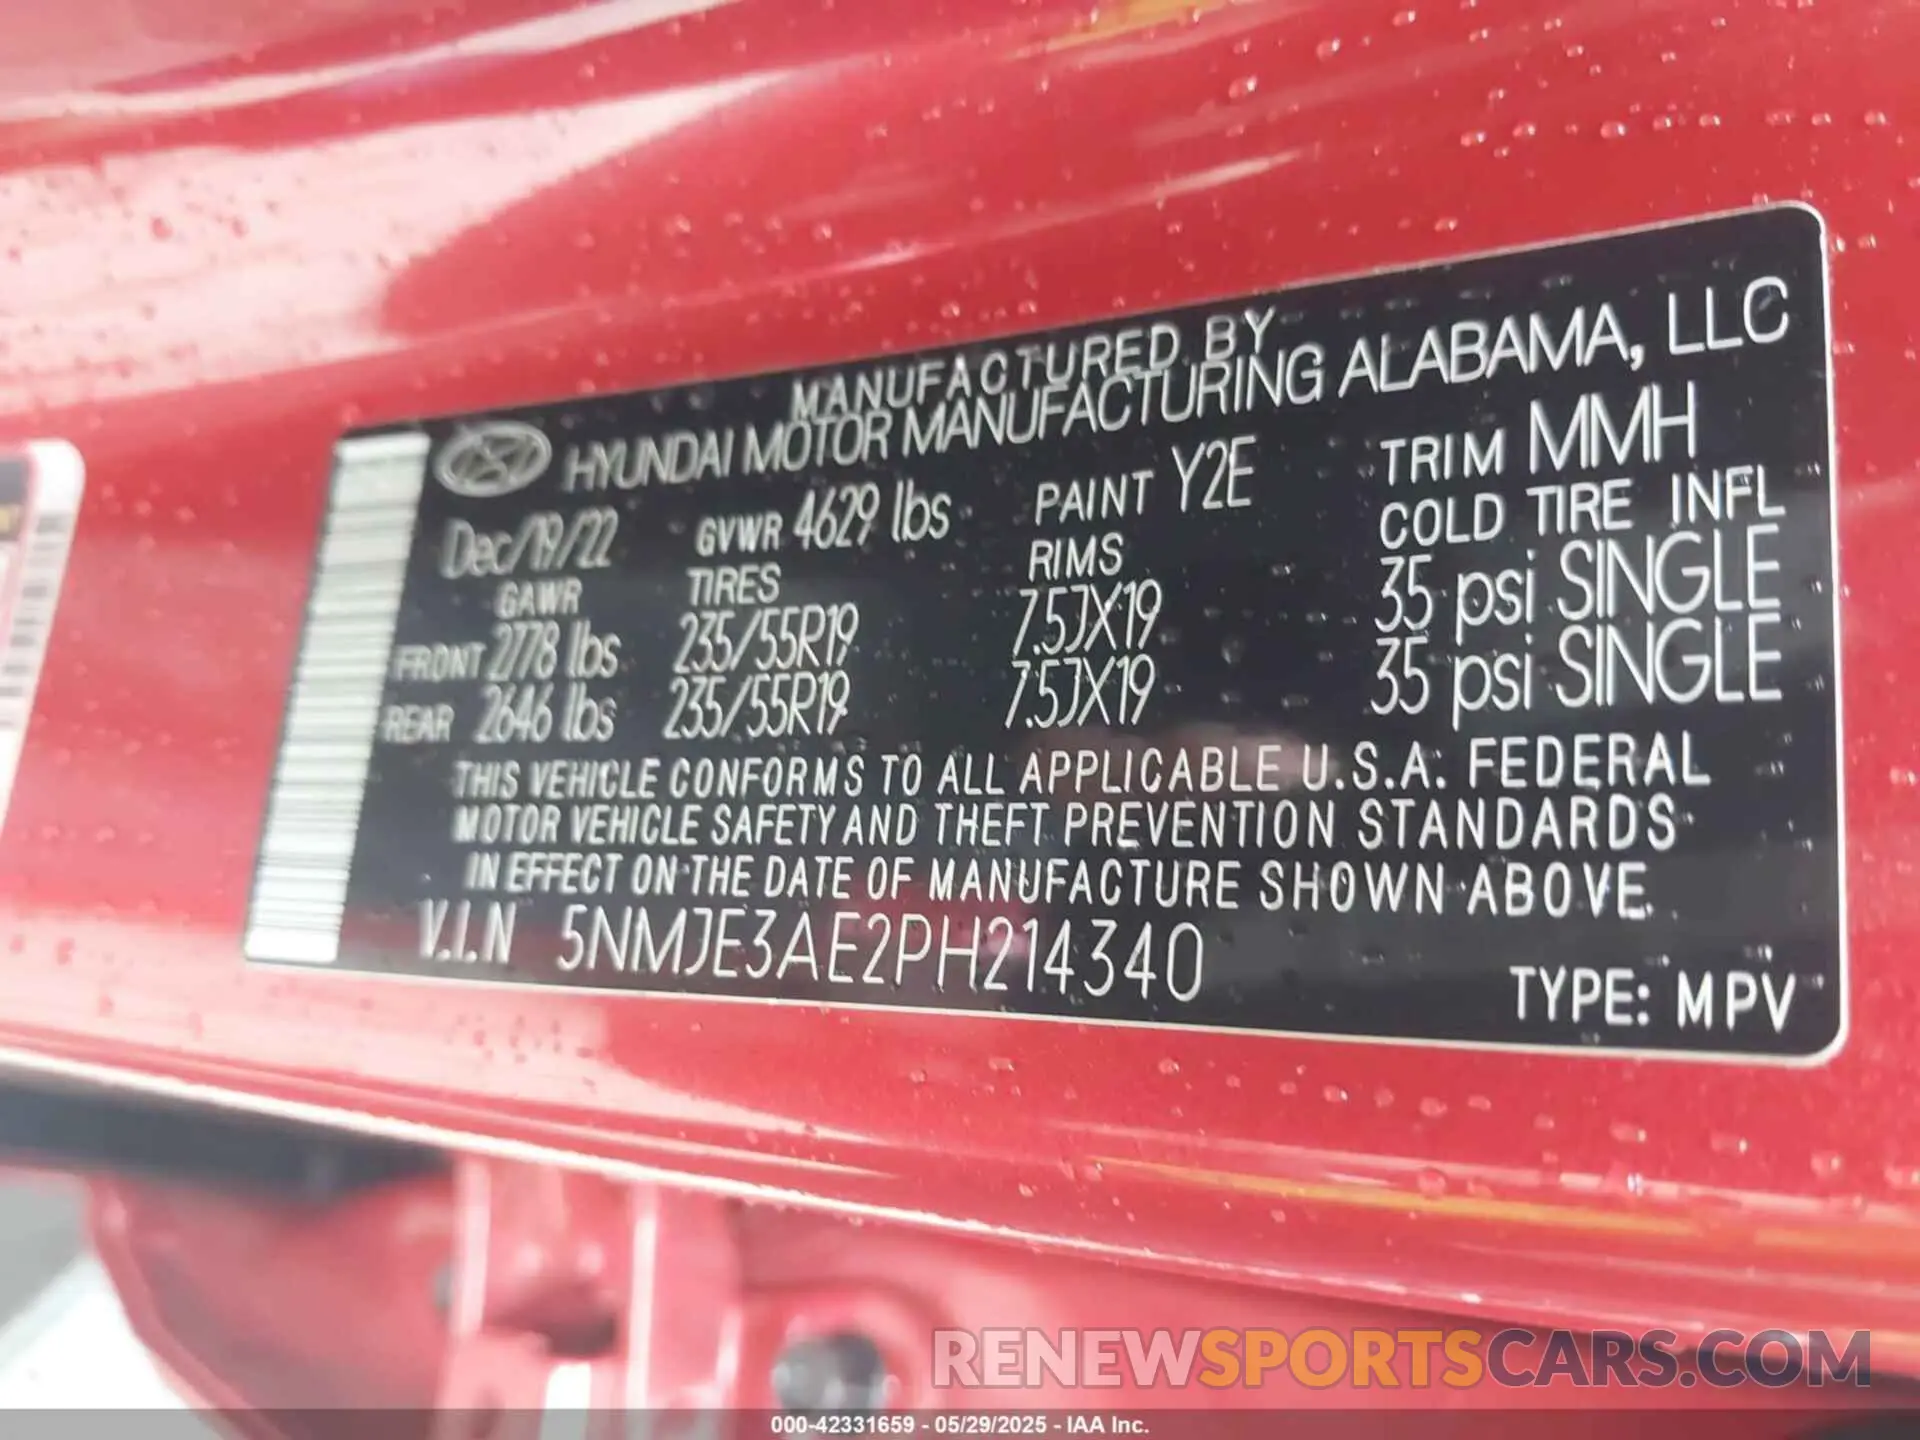 MANUFACTURED BY
HYUNDAI MOTOR MANUFACTURING ALABAMA, LLC
Dec/19/22 GVWR 4629 lbs PAINT Y2E TRIM MMH
GAWR TIRES RIMS COLD TIRE INFL
FRONT 2778 lbs 235/55R19 7.5JX19 35 psi SINGLE
REAR 2646 lbs 235/55R19 7.5JX19 35 psi SINGLE
THIS VEHICLE CONFORMS TO ALL APPLICABLE U.S.A. FEDERAL
MOTOR VEHICLE SAFETY AND THEFT PREVENTION STANDARDS
IN EFFECT ON THE DATE OF MANUFACTURE SHOWN ABOVE.
V.I.N 5NMJE3AE2PH214340
TYPE: MPV
RENEWSPORTSCARS.COM
000-42331659 - 05/29/2025 - IAA Inc.